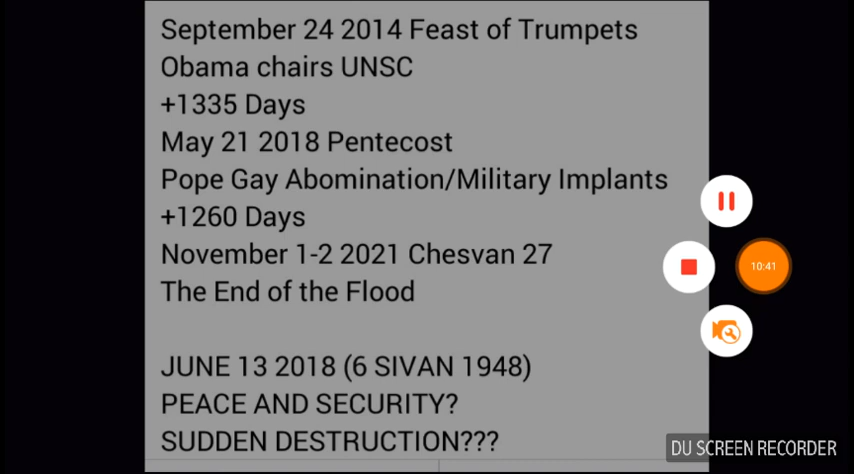 September 24 2014 Feast of Trumpets
Obama chairs UNSC
+1335 Days
May 21 2018 Pentecost
Pope Gay Abomination/Military Implants
+1260 Days
November 1-2 2021 Chesvan 27
The End of the Flood
JUNE 13 2018 (6 SIVAN 1948)
PEACE AND SECURITY?
SUDDEN DESTRUCTION???
10:41
DU SCREEN RECORDER